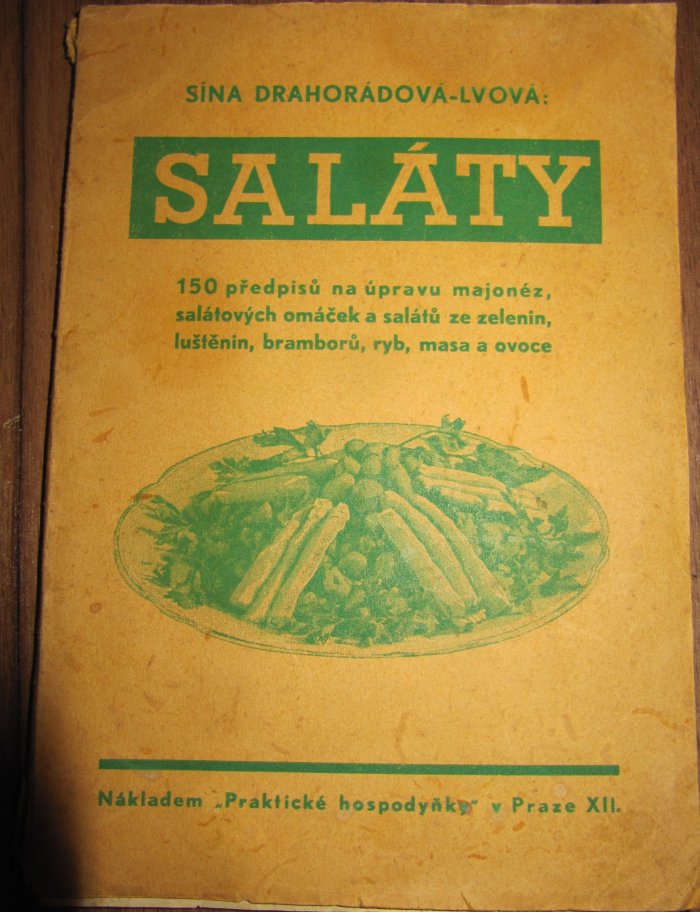 SÍNA DRAHORÁDOVÁ-LVOVÁ:
SALÁTY
150 předpisů na úpravu majonéz,
salátových omáček a salátů ze zelenin,
luštěnin, bramborů, ryb, masa a ovoce
Nákladem „Praktické hospodyňky" v Praze XII.